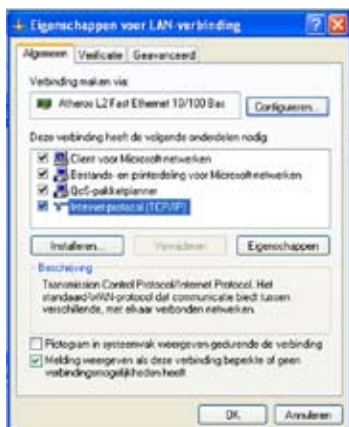 Eigenschappen voor LAN-verbinding
Algemeen Verificatie Geavanceerd
Verbinding maken via:
Atheros L2 Fast Ethernet 10/100 Bas
Configureren...
Deze verbinding heeft de volgende onderdelen nodig:
Client voor Microsoft-netwerken
Bestands- en printerdeling voor Microsoft-netwerken
QoS-pakketplanner
Internet-protocol (TCP/IP)
Installeren... Verwijderen Eigenschappen
Beschrijving
Transmission Control Protocol/Internet Protocol. Het
standaard-WAN-protocol dat communicatie biedt tussen
verschillende, met elkaar verbonden netwerken.
Pictogram in systeemvak weergeven gedurende de verbinding
Melding weergeven als deze verbinding beperkte of geen
verbindingsmogelijkheden heeft
OK Annuleren